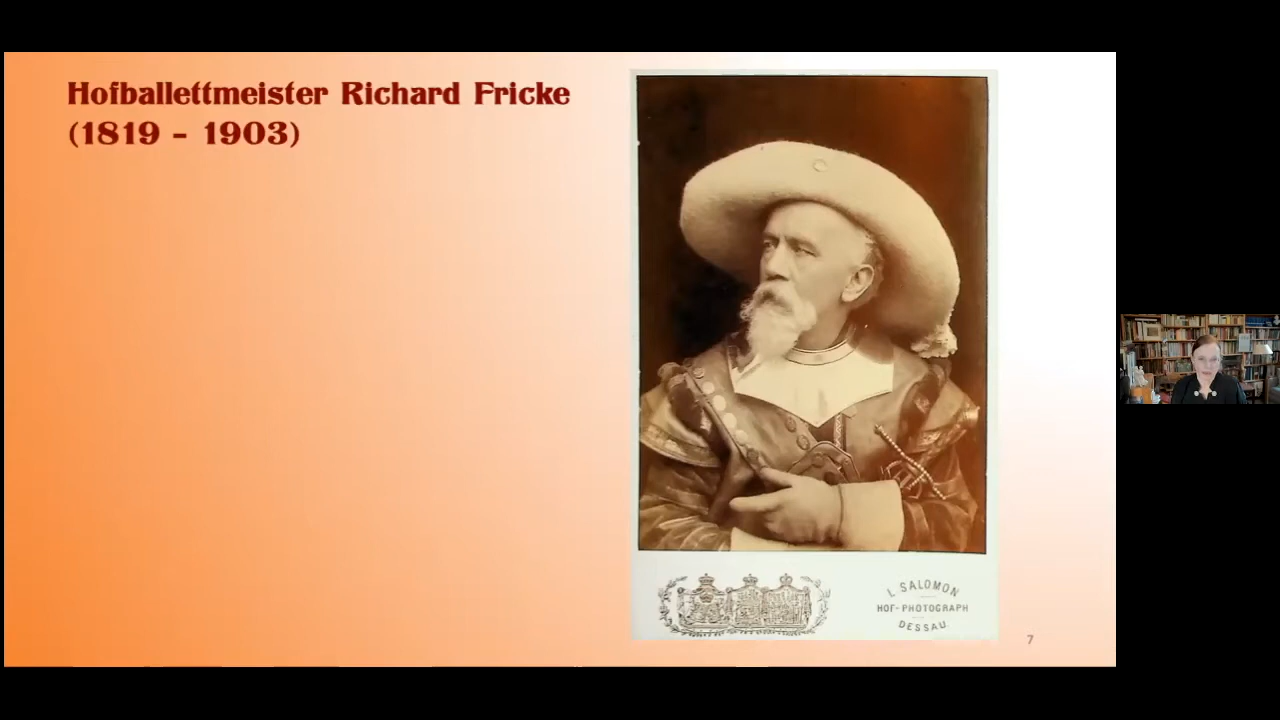 Hofballettmeister Richard Fricke
(1819 - 1903)
L. SALOMON
HOF-PHOTOGRAPH
DESSAU.
7